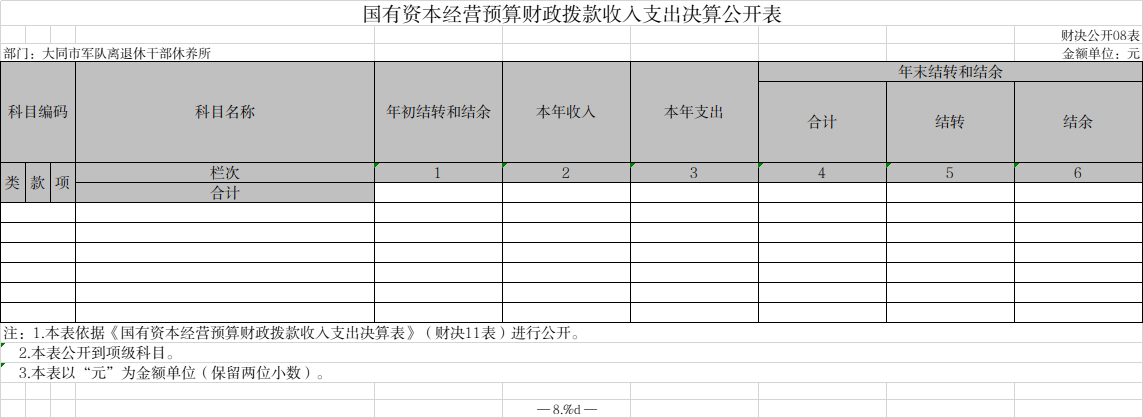 国有资本经营预算财政拨款收入支出决算公开表
财决公开08表
部门：大同市军队离退休干部休养所
金额单位：元
科目编码 科目名称 年初结转和结余 本年收入 本年支出 年末结转和结余
合计 结转 结余
类 款 项 栏次 1 2 3 4 5 6
合计
注：1.本表依据《国有资本经营预算财政拨款收入支出决算表》（财决11表）进行公开。
2.本表公开到项级科目。
3.本表以“元”为金额单位（保留两位小数）。
— 8.%d —